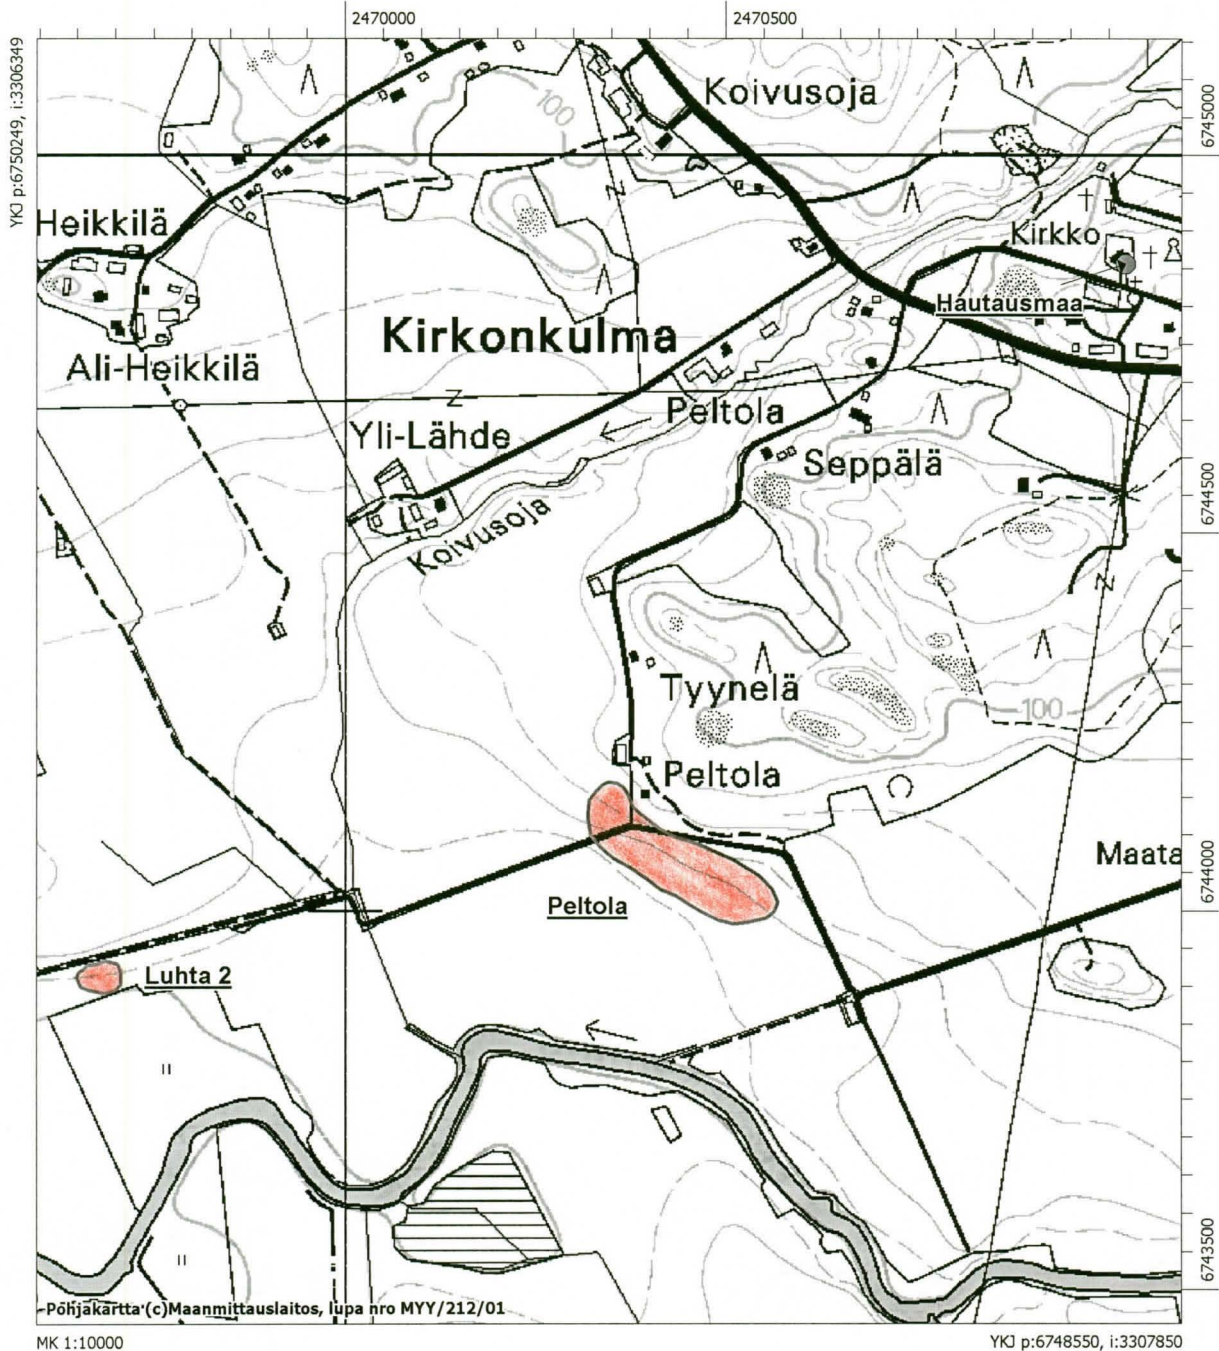 2470000
2470500
YKJ p:6750249, i:3306349
6745000
Koivusoja
100
Heikkilä
Kirkko
Hautausmaa
Kirkonkulma
Ali-Heikkilä
Z
Z
Peltola
Yli-Lähde
Seppälä
6744500
Koivusoja
Z
Tyynelä
100
Peltola
Maata
6744000
Peltola
Luhta 2
6743500
Pohjakartta (c)Maanmittauslaitos, lupa nro MYY/212/01
MK 1:10000
YKJ p:6748550, i:3307850